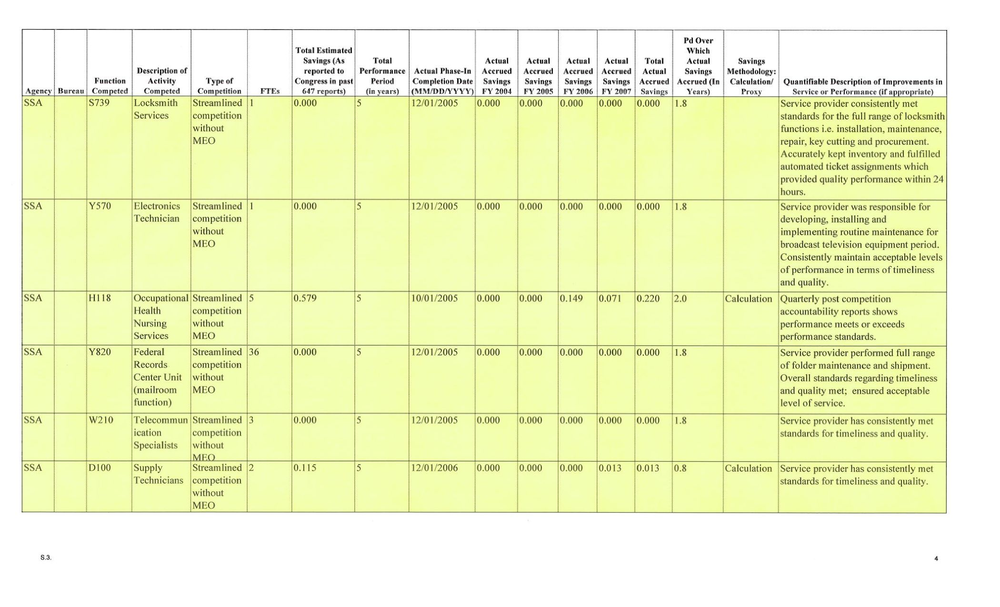 Agency
Bureau
Function
Competed
Description of
Activity
Competed
Type of
Competition
FTEs
Total Estimated
Savings (As
reported to
Congress in past
647 reports)
Total
Performance
Period
(in years)
Actual Phase-In
Completion Date
(MM/DD/YYYY)
Actual
Accrued
Savings
FY 2004
Actual
Accrued
Savings
FY 2005
Actual
Accrued
Savings
FY 2006
Actual
Accrued
Savings
FY 2007
Total
Actual
Accrued
Savings
Pd Over
Which
Actual
Savings
Accrued (In
Years)
Savings
Methodology:
Calculation/
Proxy
Quantifiable Description of Improvements in
Service or Performance (if appropriate)
SSA
S739
Locksmith
Services
Streamlined
competition
without
MEO
1
0.000
5
12/01/2005
0.000
0.000
0.000
0.000
0.000
1.8
Service provider consistently met
standards for the full range of locksmith
functions i.e. installation, maintenance,
repair, key cutting and procurement.
Accurately kept inventory and fulfilled
automated ticket assignments which
provided quality performance within 24
hours.
SSA
Y570
Electronics
Technician
Streamlined
competition
without
MEO
1
0.000
5
12/01/2005
0.000
0.000
0.000
0.000
0.000
1.8
Service provider was responsible for
developing, installing and
implementing routine maintenance for
broadcast television equipment period.
Consistently maintain acceptable levels
of performance in terms of timeliness
and quality.
SSA
H118
Occupational
Health
Nursing
Services
Streamlined
competition
without
MEO
5
0.579
5
10/01/2005
0.000
0.000
0.149
0.071
0.220
2.0
Calculation
Quarterly post competition
accountability reports shows
performance meets or exceeds
performance standards.
SSA
Y820
Federal
Records
Center Unit
(mailroom
function)
Streamlined
competition
without
MEO
36
0.000
5
12/01/2005
0.000
0.000
0.000
0.000
0.000
1.8
Service provider performed full range
of folder maintenance and shipment.
Overall standards regarding timeliness
and quality met;  ensured acceptable
level of service.
SSA
W210
Telecommun
ication
Specialists
Streamlined
competition
without
MEO
3
0.000
5
12/01/2005
0.000
0.000
0.000
0.000
0.000
1.8
Service provider has consistently met
standards for timeliness and quality.
SSA
D100
Supply
Technicians
Streamlined
competition
without
MEO
2
0.115
5
12/01/2006
0.000
0.000
0.000
0.013
0.013
0.8
Calculation
Service provider has consistently met
standards for timeliness and quality.
S.3.
4